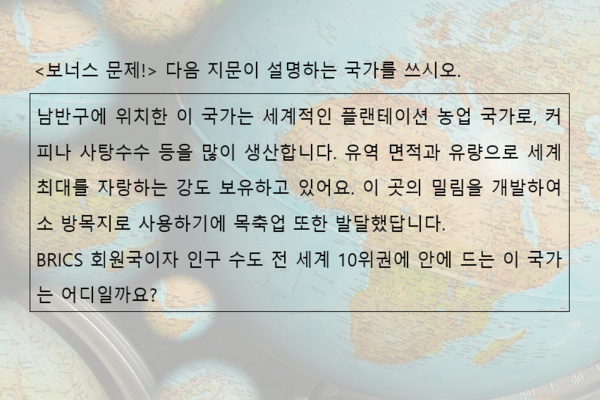 <보너스 문제!> 다음 지문이 설명하는 국가를 쓰시오.
남반구에 위치한 이 국가는 세계적인 플랜테이션 농업 국가로, 커
피나 사탕수수 등을 많이 생산합니다. 유역 면적과 유량으로 세계
최대를 자랑하는 강도 보유하고 있어요. 이 곳의 밀림을 개발하여
소 방목지로 사용하기에 목축업 또한 발달했답니다.
BRICS 회원국이자 인구 수도 전 세계 10위권에 안에 드는 이 국가
는 어디일까요?